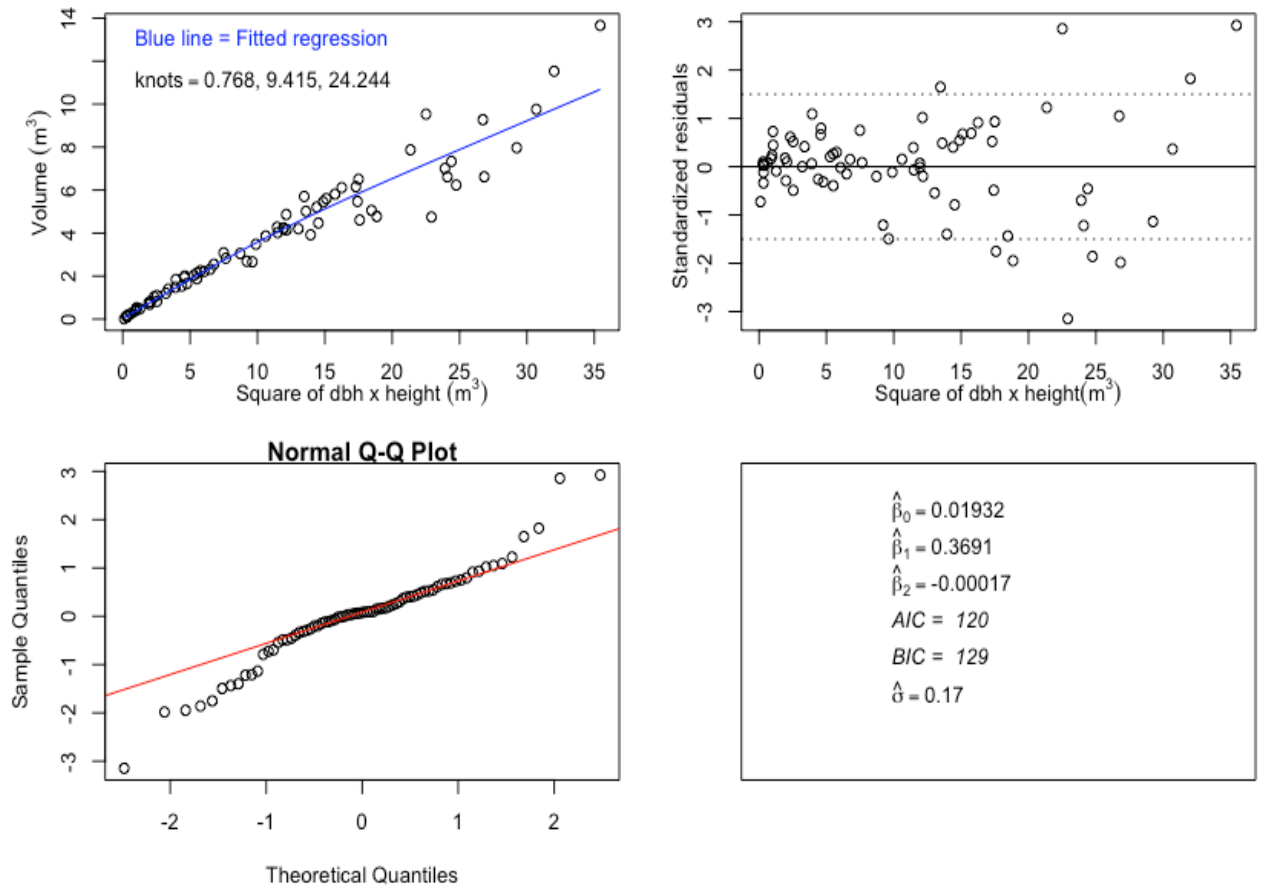 Blue line = Fitted regression
knots = 0.768, 9.415, 24.244
Volume (m³)
0 2 4 6 8 10 14
0 5 10 15 20 25 30 35
Square of dbh x height (m³)
Standardized residuals
-3 -2 -1 0 1 2 3
0 5 10 15 20 25 30 35
Square of dbh x height(m³)
Normal Q-Q Plot
Sample Quantiles
-3 -2 -1 0 1 2 3
-2 -1 0 1 2
Theoretical Quantiles
β̂₀ = 0.01932
β̂₁ = 0.3691
β̂₂ = -0.00017
AIC = 120
BIC = 129
σ̂ = 0.17